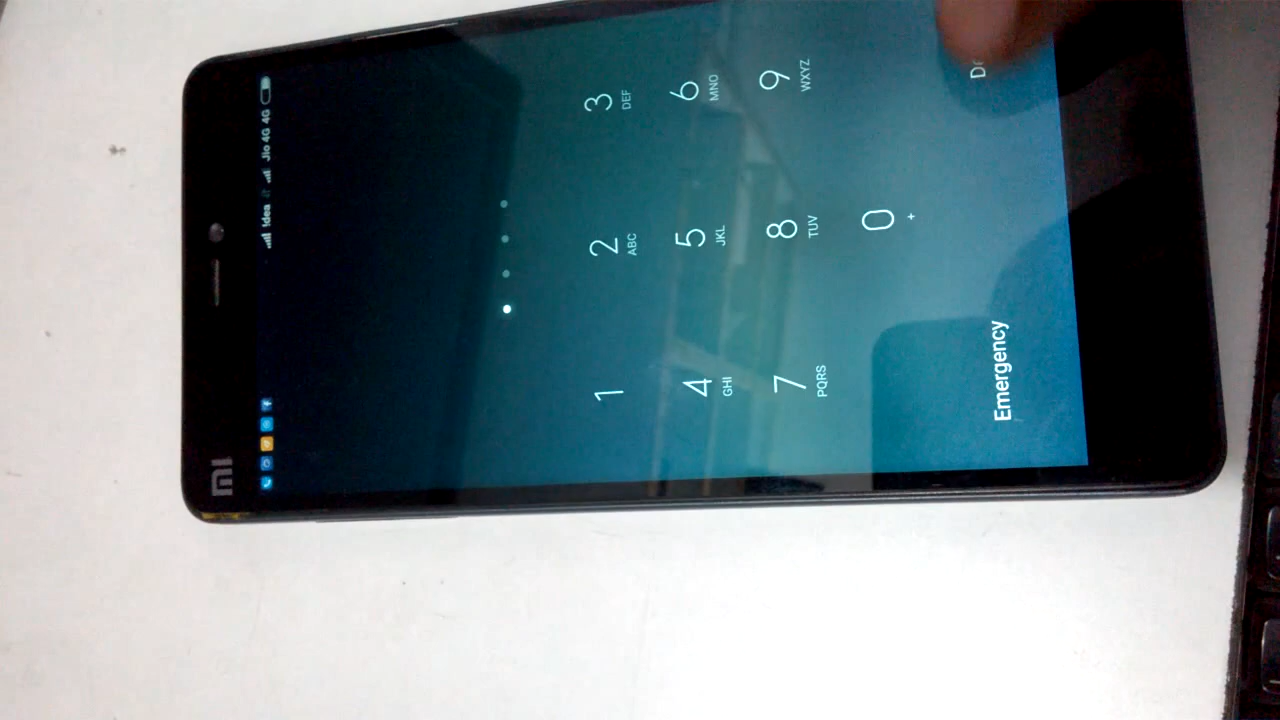 mi
Idea Jio 4G 4G
1 2 3
ABC DEF
4 5 6
GHI JKL MNO
7 8 9
PQRS TUV WXYZ
0
+
Emergency